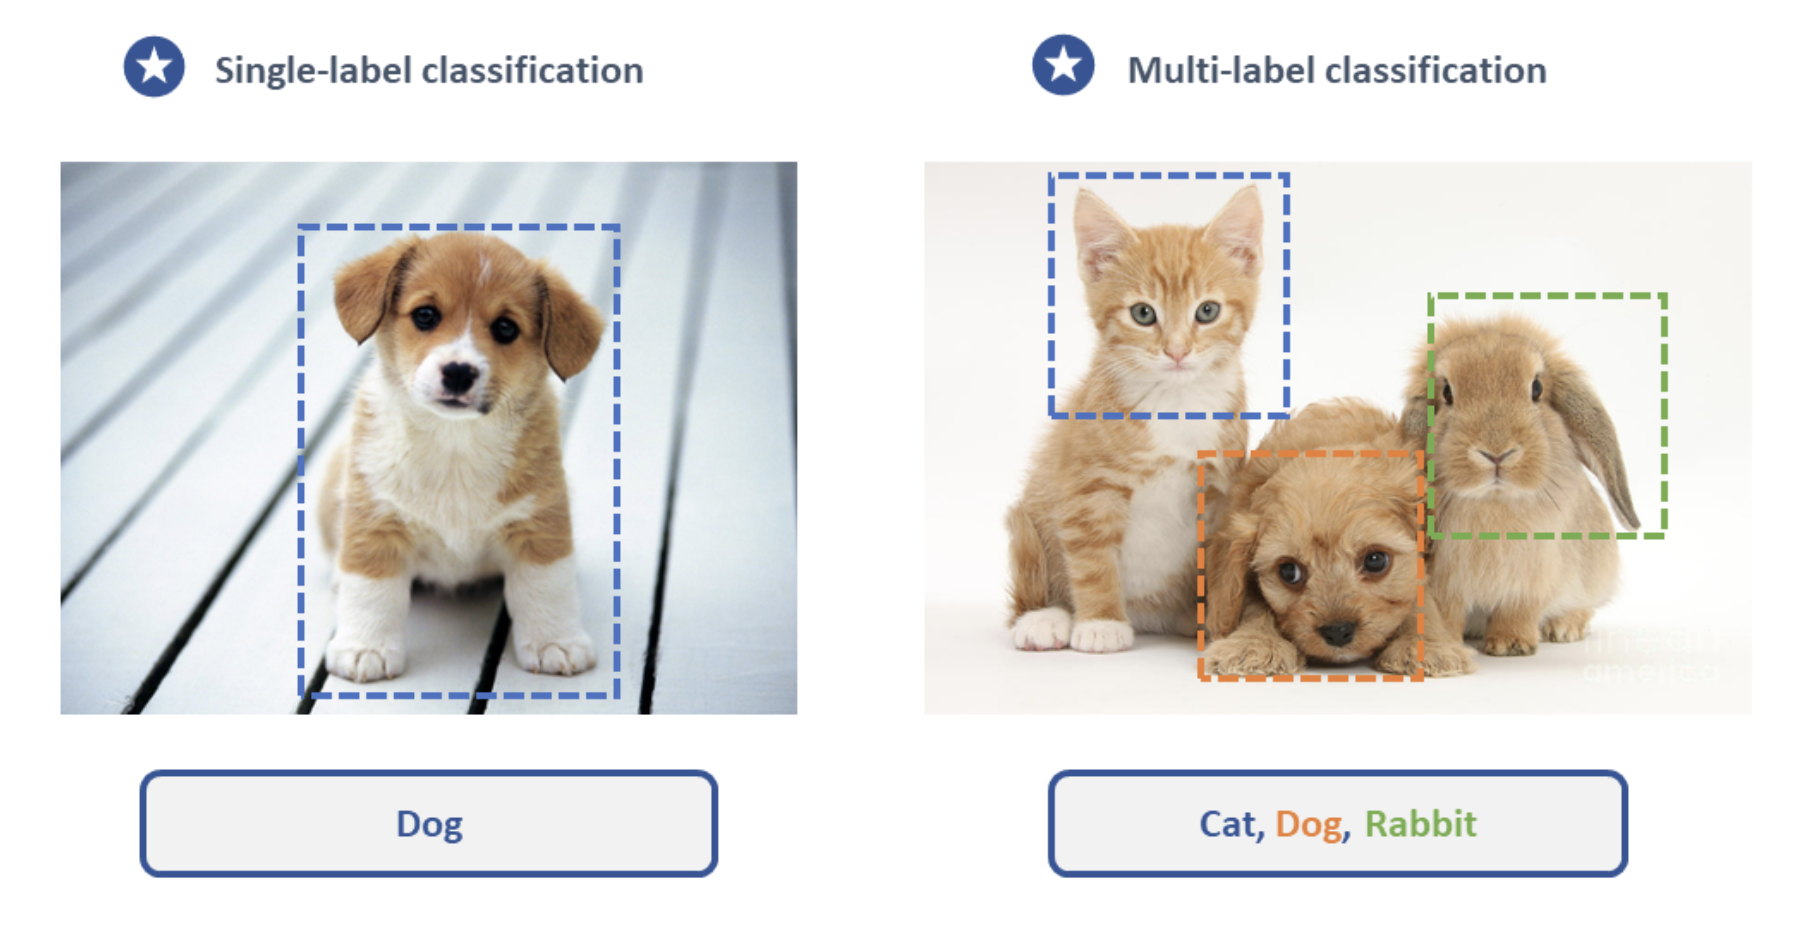 Single-label classification
Multi-label classification
Dog
Cat, Dog, Rabbit